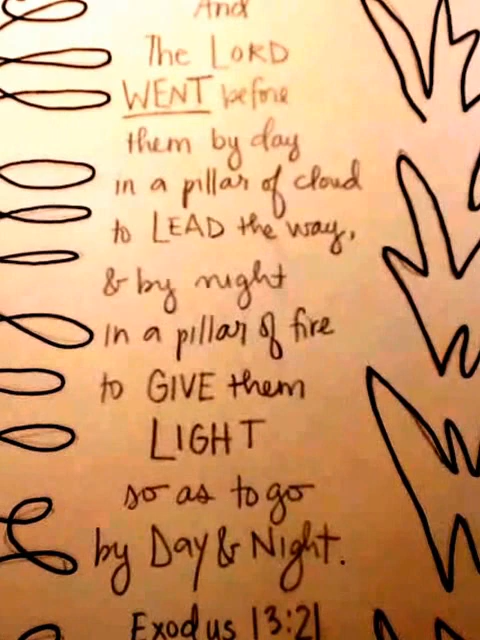 And
The LORD
WENT before
them by day
in a pillar of cloud
to LEAD the way,
& by night
in a pillar of fire
to GIVE them
LIGHT
so as to go
by Day & Night.
Exodus 13:21